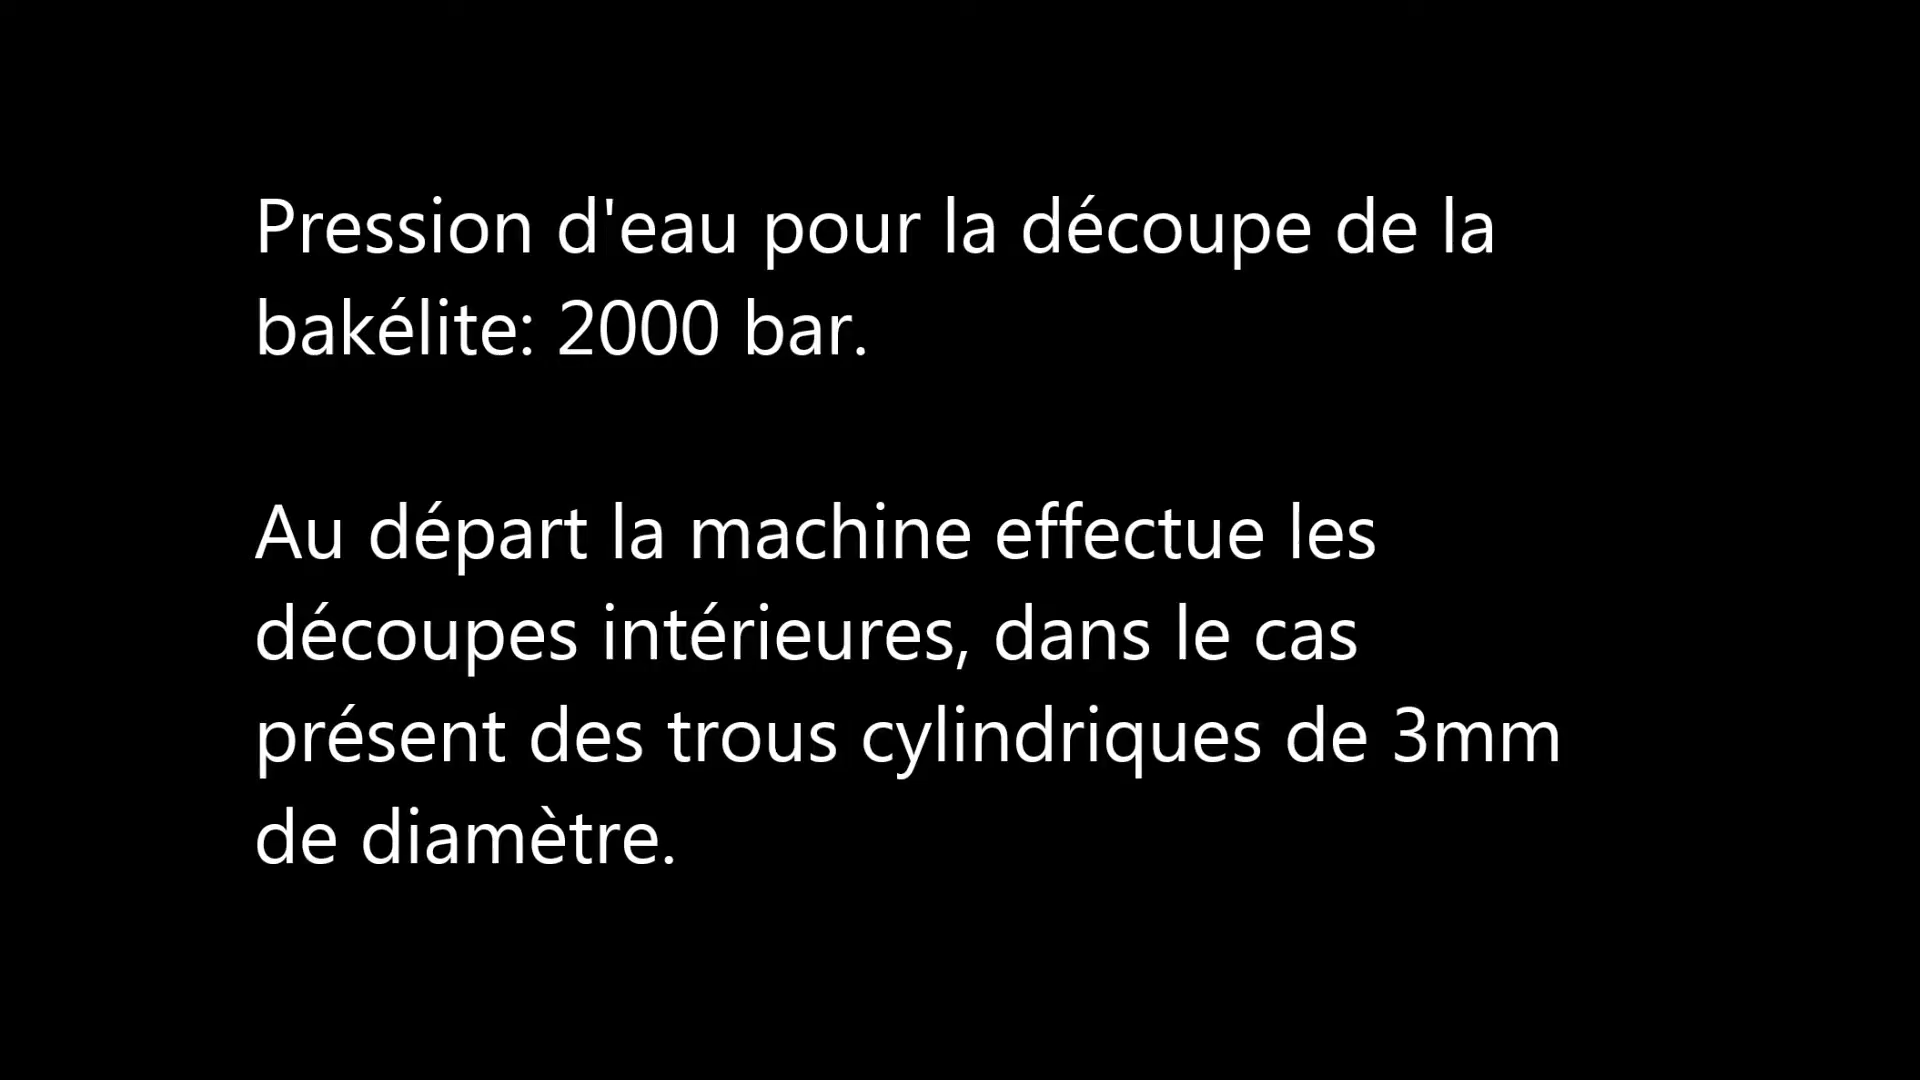 Pression d'eau pour la découpe de la
bakélite: 2000 bar.
Au départ la machine effectue les
découpes intérieures, dans le cas
présent des trous cylindriques de 3mm
de diamètre.